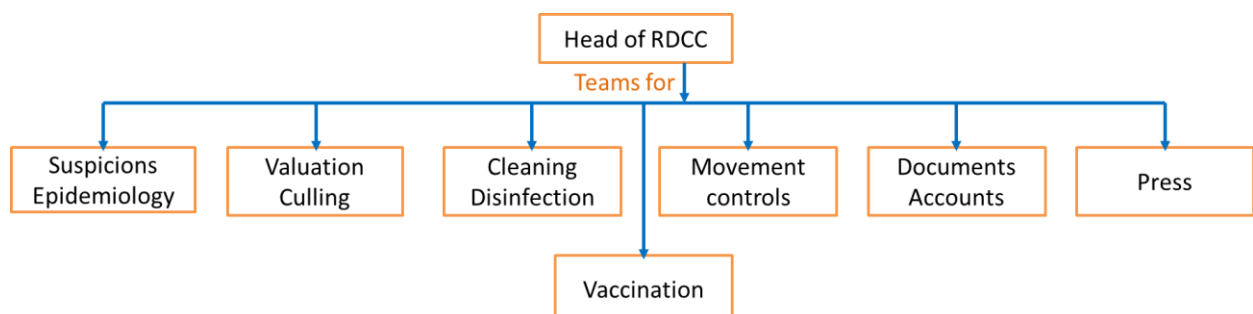 Head of RDCC
Teams for
Suspicions
Epidemiology
Valuation
Culling
Cleaning
Disinfection
Movement
controls
Documents
Accounts
Press
Vaccination